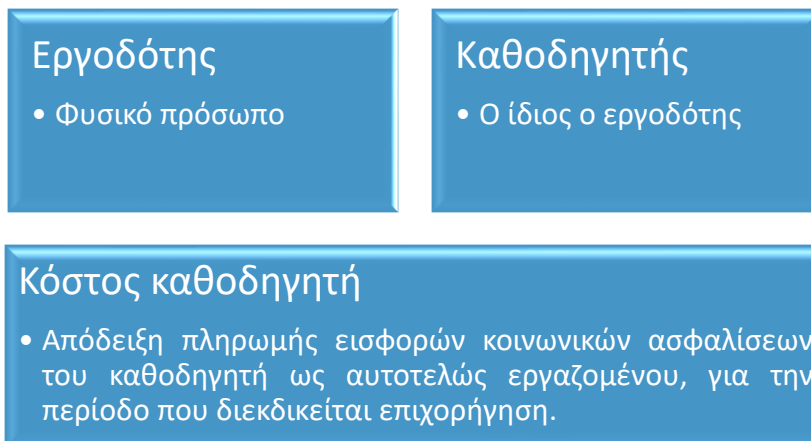 Εργοδότης
• Φυσικό πρόσωπο
Καθοδηγητής
• Ο ίδιος ο εργοδότης
Κόστος καθοδηγητή
• Απόδειξη πληρωμής εισφορών κοινωνικών ασφαλίσεων
του καθοδηγητή ως αυτοτελώς εργαζομένου, για την
περίοδο που διεκδικείται επιχορήγηση.